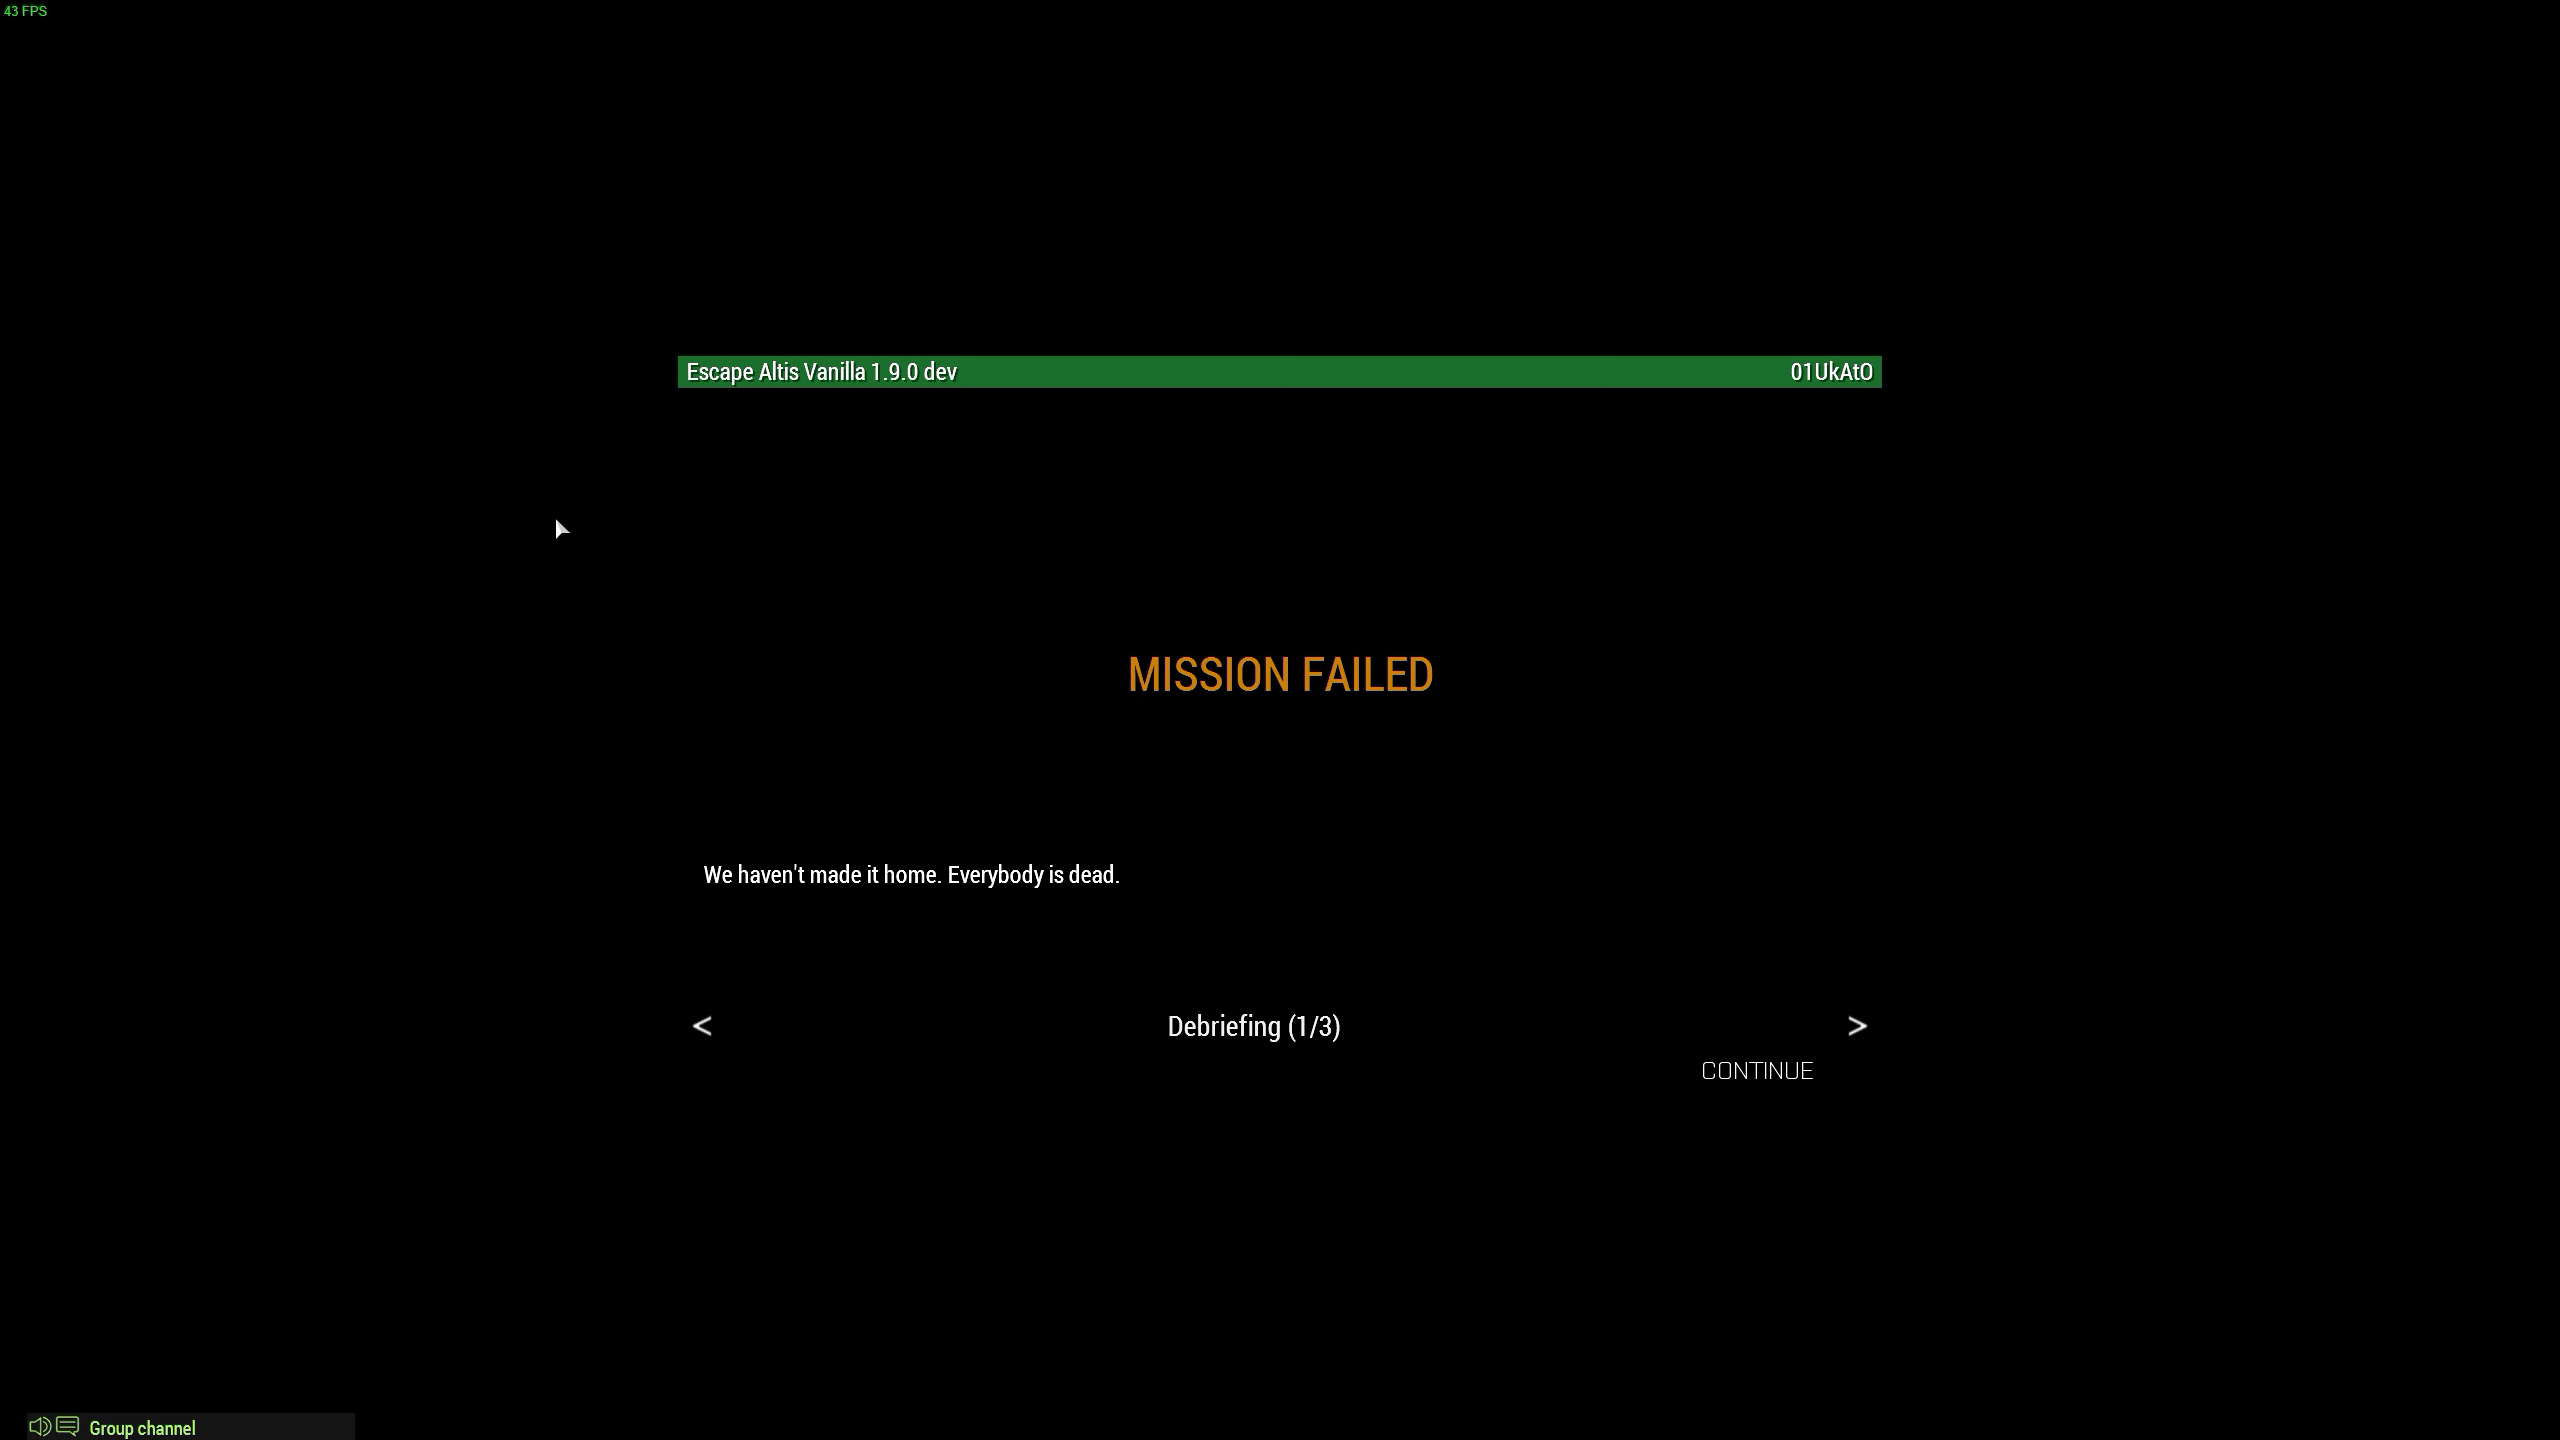 43 FPS
Escape Altis Vanilla 1.9.0 dev 01UkAtO
MISSION FAILED
We haven't made it home. Everybody is dead.
< Debriefing (1/3) >
CONTINUE
Group channel